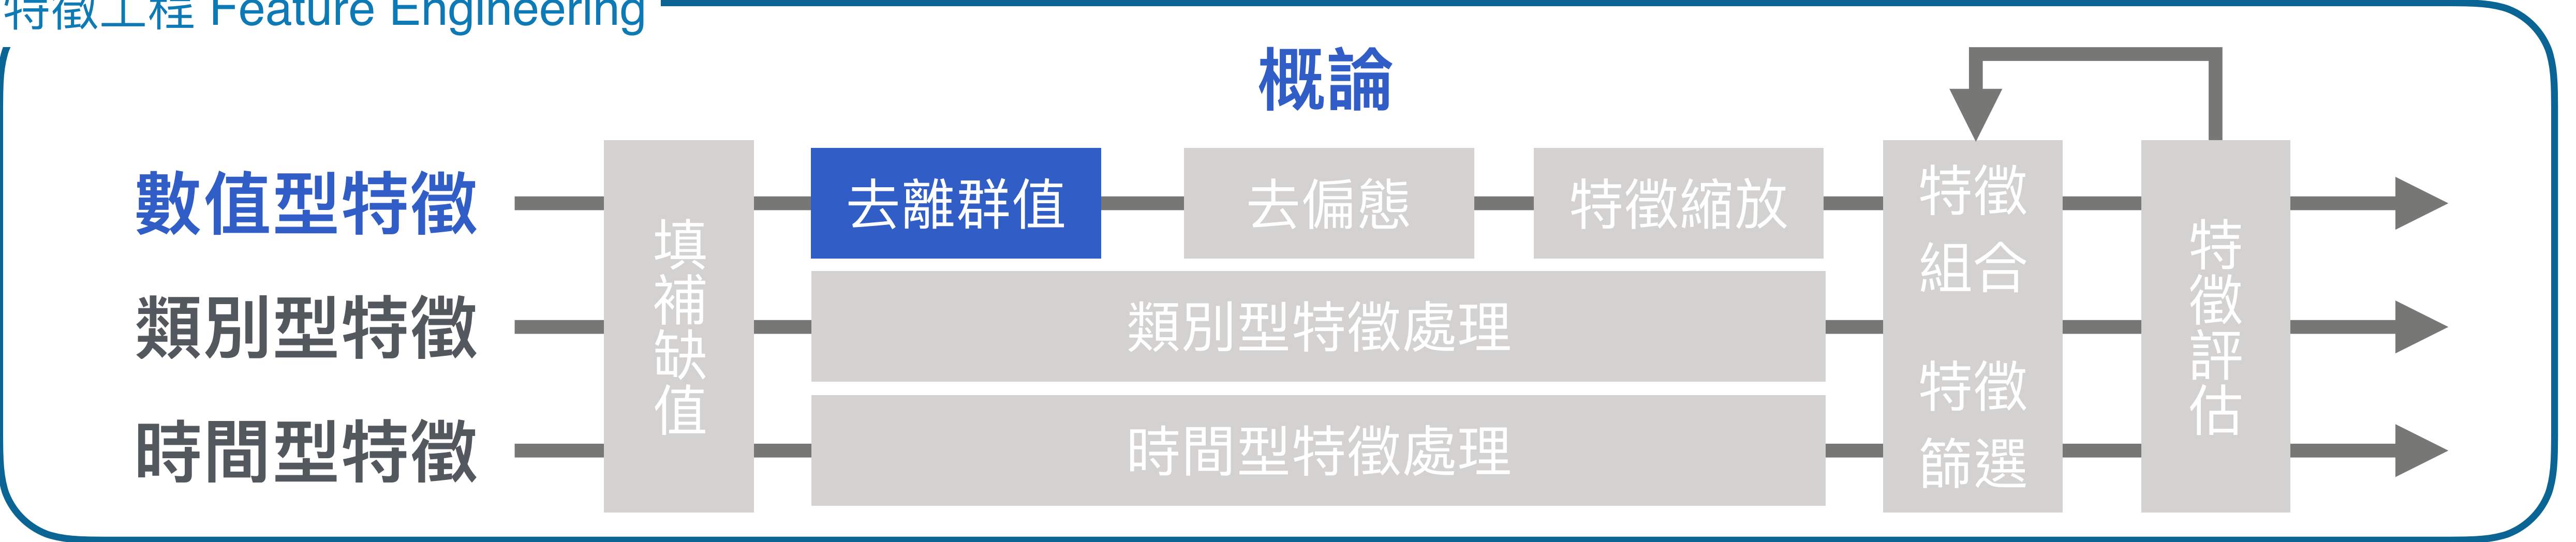 特徵工程 Feature Engineering
概論
數值型特徵
類別型特徵
時間型特徵
填補缺值
去離群值
去偏態
特徵縮放
類別型特徵處理
時間型特徵處理
特徵
組合
特徵
篩選
特徵評估